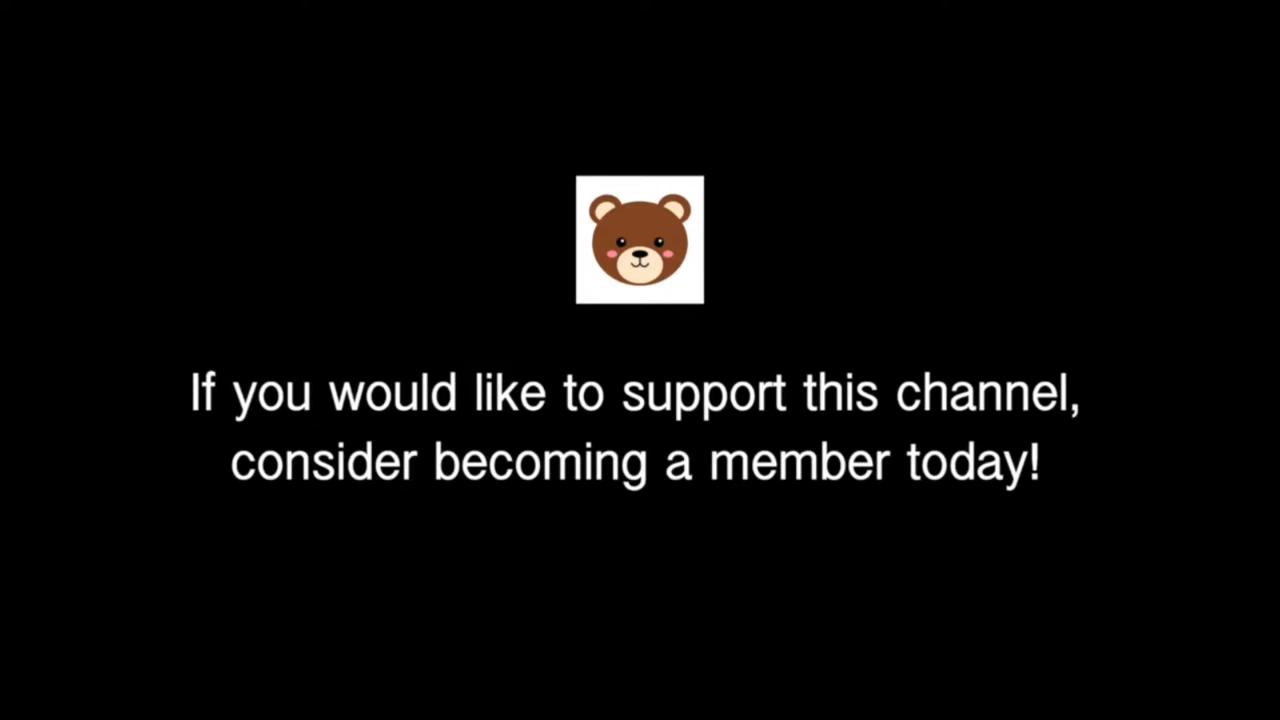 If you would like to support this channel,
consider becoming a member today!